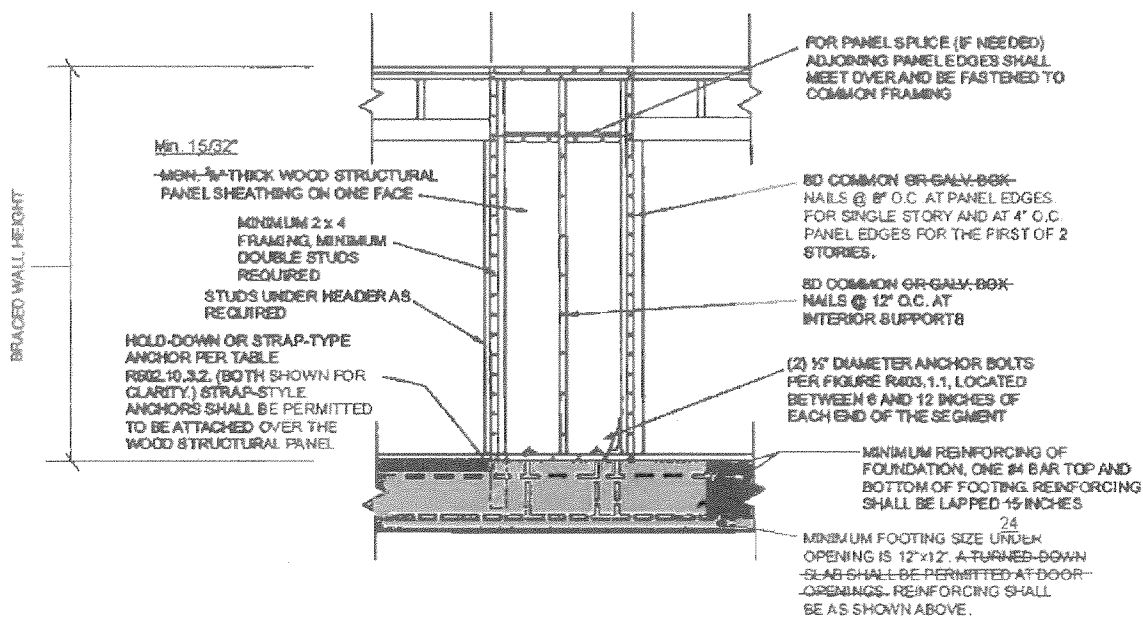 FOR PANEL SPLICE (IF NEEDED)
ADJOINING PANEL EDGES SHALL
MEET OVER AND BE FASTENED TO
COMMON FRAMING
Min. 15/32"
MIN. ⅜" THICK WOOD STRUCTURAL
PANEL SHEATHING ON ONE FACE
MINIMUM 2 x 4
FRAMING, MINIMUM
DOUBLE STUDS
REQUIRED
STUDS UNDER HEADER AS
REQUIRED
HOLD-DOWN OR STRAP-TYPE
ANCHOR PER TABLE
R602.10.3.2. (BOTH SHOWN FOR
CLARITY.) STRAP-STYLE
ANCHORS SHALL BE PERMITTED
TO BE ATTACHED OVER THE
WOOD STRUCTURAL PANEL
BRACED WALL HEIGHT
8D COMMON OR GALV. BOX
NAILS @ 6" O.C. AT PANEL EDGES
FOR SINGLE STORY AND AT 4" O.C.
PANEL EDGES FOR THE FIRST OF 2
STORIES.
8D COMMON OR GALV. BOX
NAILS @ 12" O.C. AT
INTERIOR SUPPORTS
(2) ½" DIAMETER ANCHOR BOLTS
PER FIGURE R403.1.1, LOCATED
BETWEEN 6 AND 12 INCHES OF
EACH END OF THE SEGMENT
MINIMUM REINFORCING OF
FOUNDATION, ONE #4 BAR TOP AND
BOTTOM OF FOOTING. REINFORCING
SHALL BE LAPPED 15 INCHES
24
MINIMUM FOOTING SIZE UNDER
OPENING IS 12"x12". A TURNED-DOWN
SLAB SHALL BE PERMITTED AT DOOR
OPENINGS. REINFORCING SHALL
BE AS SHOWN ABOVE.